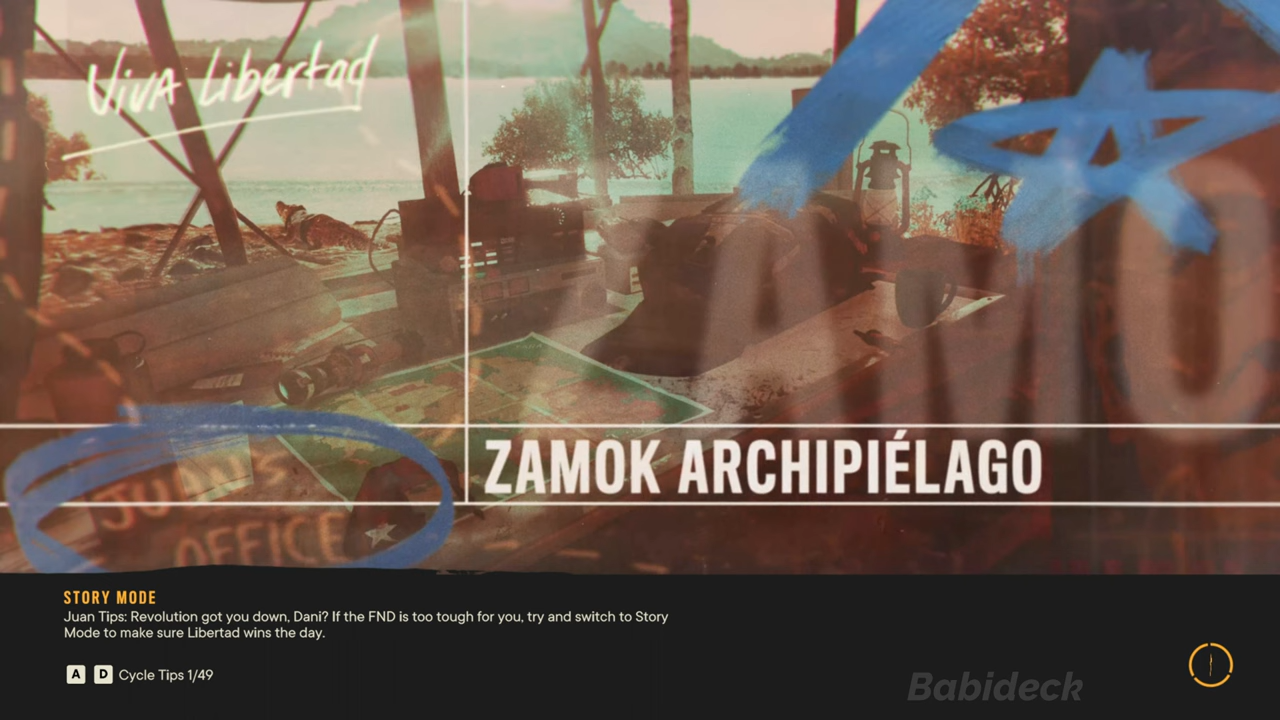 Viva Libertad
ZAMO
ZAMOK ARCHIPIÉLAGO
JUAN'S
OFFICE
STORY MODE
Juan Tips: Revolution got you down, Dani? If the FND is too tough for you, try and switch to Story
Mode to make sure Libertad wins the day.
A D Cycle Tips 1/49
Babideck